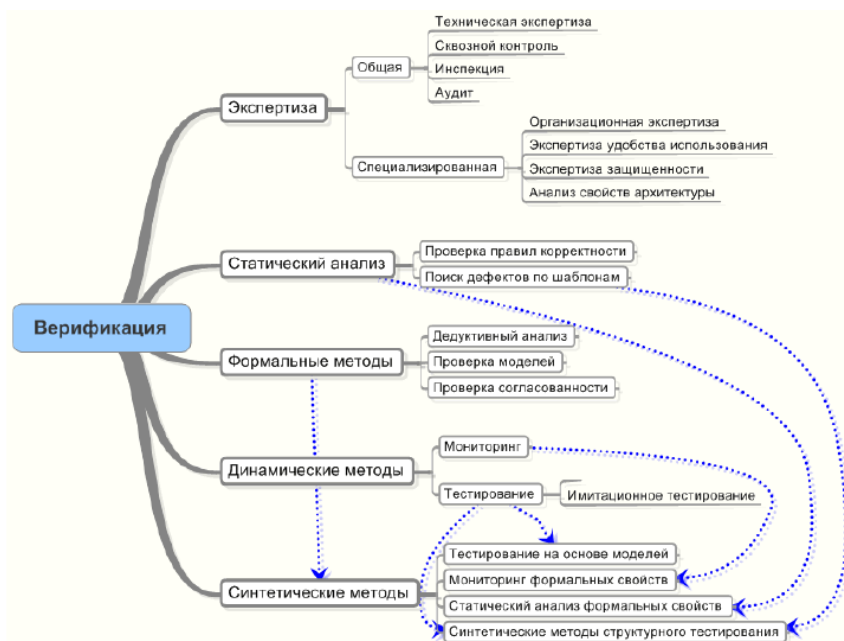 Техническая экспертиза
Сквозной контроль
Общая
Инспекция
Аудит
Экспертиза
Организационная экспертиза
Экспертиза удобства использования
Специализированная
Экспертиза защищенности
Анализ свойств архитектуры
Проверка правил корректности
Статический анализ
Поиск дефектов по шаблонам
Верификация
Дедуктивный анализ
Формальные методы
Проверка моделей
Проверка согласованности
Мониторинг
Динамические методы
Тестирование
Имитационное тестирование
Тестирование на основе моделей
Мониторинг формальных свойств
Синтетические методы
Статический анализ формальных свойств
Синтетические методы структурного тестирования